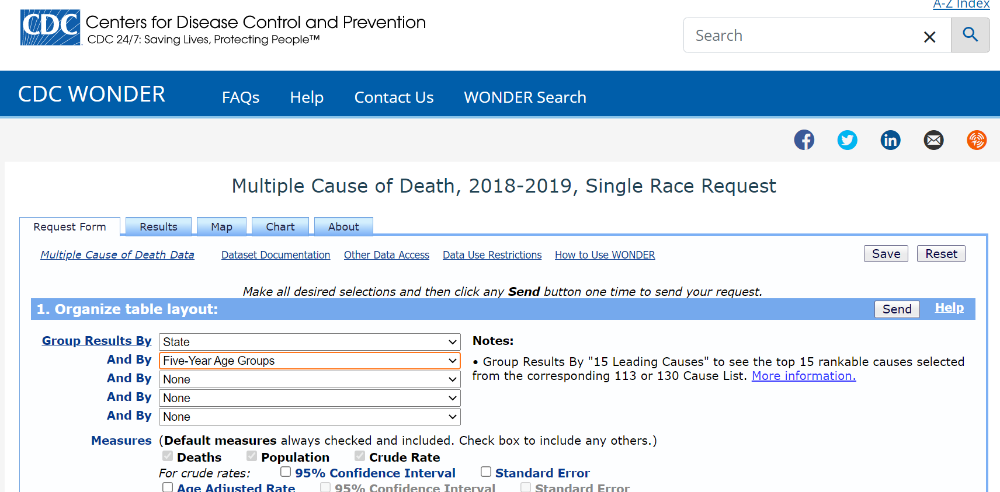 A-Z Index
CDC Centers for Disease Control and Prevention
CDC 24/7: Saving Lives, Protecting People™
Search
CDC WONDER FAQs Help Contact Us WONDER Search
Multiple Cause of Death, 2018-2019, Single Race Request
Request Form Results Map Chart About
Multiple Cause of Death Data Dataset Documentation Other Data Access Data Use Restrictions How to Use WONDER Save Reset
Make all desired selections and then click any Send button one time to send your request.
1. Organize table layout: Send Help
Group Results By State
And By Five-Year Age Groups
And By None
And By None
And By None
Notes:
• Group Results By "15 Leading Causes" to see the top 15 rankable causes selected
from the corresponding 113 or 130 Cause List. More information.
Measures (Default measures always checked and included. Check box to include any others.)
Deaths Population Crude Rate
For crude rates: 95% Confidence Interval Standard Error
Age Adjusted Rate 95% Confidence Interval Standard Error